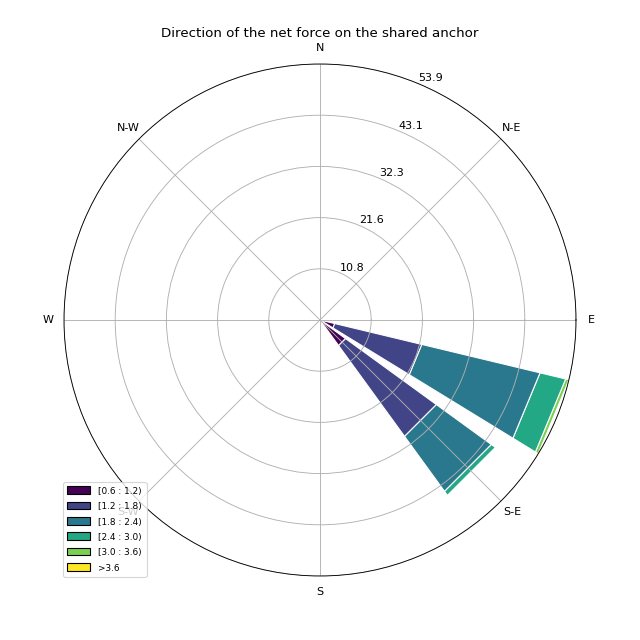 Direction of the net force on the shared anchor
N
53.9
N-W
43.1
N-E
32.3
21.6
10.8
W
E
[0.6 : 1.2)
[1.2 : 1.8)
[1.8 : 2.4)
[2.4 : 3.0)
[3.0 : 3.6)
>3.6
S-W
S-E
S